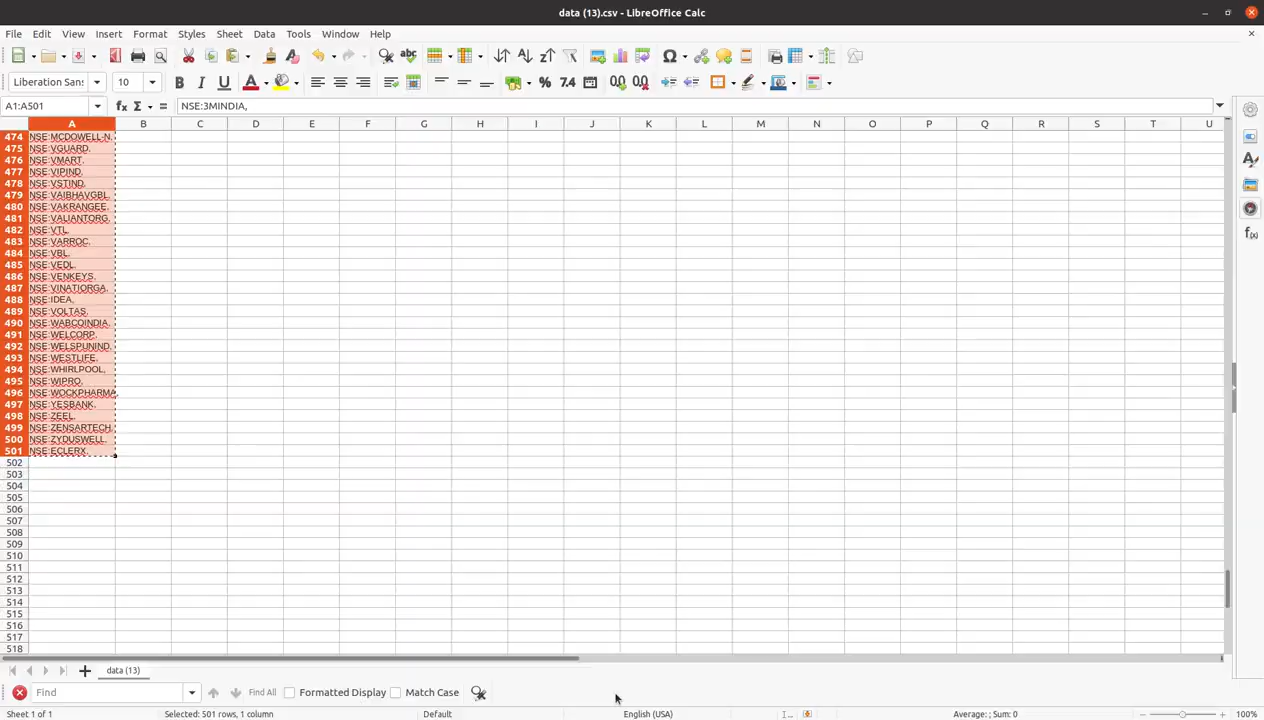 data (13).csv - LibreOffice Calc
File Edit View Insert Format Styles Sheet Data Tools Window Help
Liberation Sans 10
A1:A501 NSE:3MINDIA,
A B C D E F G H I J K L M N O P Q R S T U
474 NSE:MCDOWELL-N,
475 NSE:VGUARD,
476 NSE:VMART,
477 NSE:VIPIND,
478 NSE:VSTIND,
479 NSE:VAIBHAVGBL,
480 NSE:VAKRANGEE,
481 NSE:VALIANTORG,
482 NSE:VTL,
483 NSE:VARROC,
484 NSE:VBL,
485 NSE:VEDL,
486 NSE:VENKEYS,
487 NSE:VINATIORGA,
488 NSE:IDEA,
489 NSE:VOLTAS,
490 NSE:WABCOINDIA,
491 NSE:WELCORP,
492 NSE:WELSPUNIND,
493 NSE:WESTLIFE,
494 NSE:WHIRLPOOL,
495 NSE:WIPRO,
496 NSE:WOCKPHARMA,
497 NSE:YESBANK,
498 NSE:ZEEL,
499 NSE:ZENSARTECH,
500 NSE:ZYDUSWELL,
501 NSE:ECLERX,
502
503
504
505
506
507
508
509
510
511
512
513
514
515
516
517
518
data (13)
Find Find All Formatted Display Match Case
Sheet 1 of 1 Selected: 501 rows, 1 column Default English (USA) Average: ; Sum: 0 100%